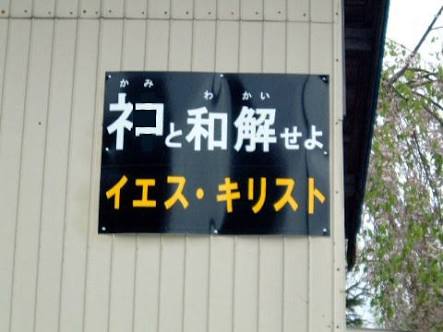 かみ わかい
ネコと和解せよ
イエス・キリスト